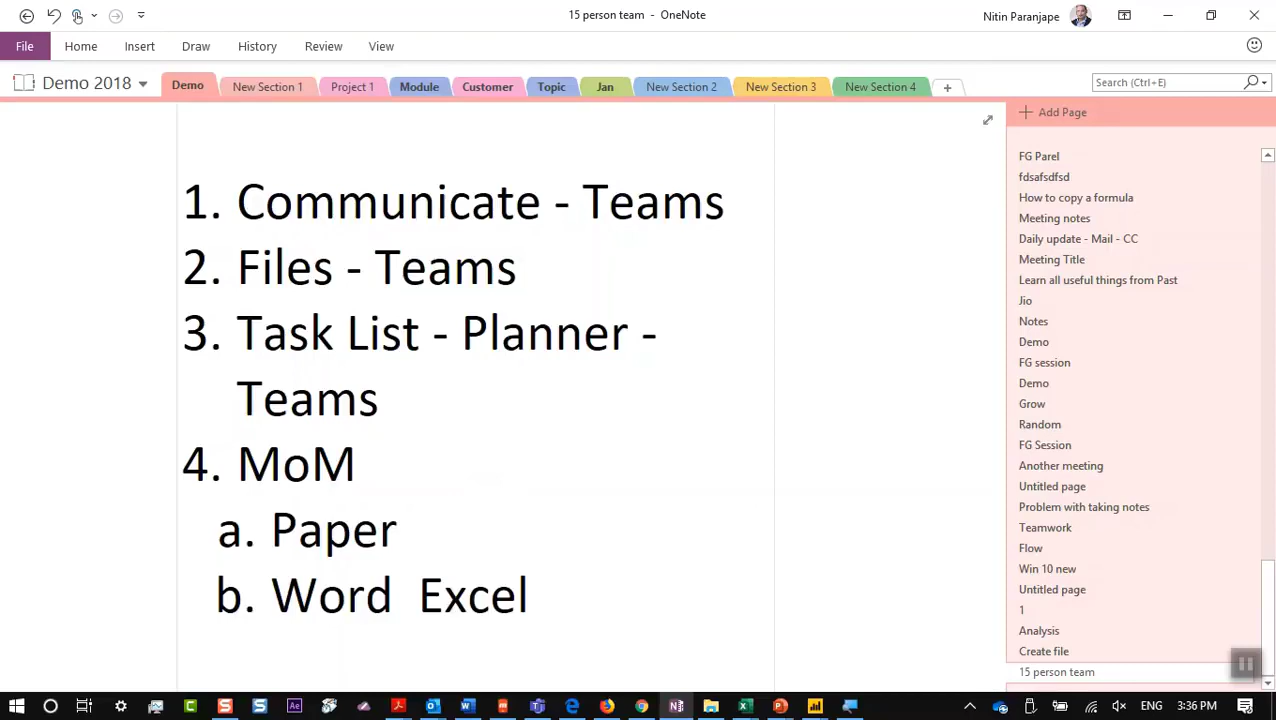 15 person team - OneNote
Nitin Paranjape
File
Home
Insert
Draw
History
Review
View
Demo 2018
Demo
New Section 1
Project 1
Module
Customer
Topic
Jan
New Section 2
New Section 3
New Section 4
+
Search (Ctrl+E)
Add Page
1. Communicate - Teams
2. Files - Teams
3. Task List - Planner -
Teams
4. MoM
a. Paper
b. Word Excel
FG Parel
fdsafsdfsd
How to copy a formula
Meeting notes
Daily update - Mail - CC
Meeting Title
Learn all useful things from Past
Jio
Notes
Demo
FG session
Demo
Grow
Random
FG Session
Another meeting
Untitled page
Problem with taking notes
Teamwork
Flow
Win 10 new
Untitled page
1
Analysis
Create file
15 person team
ENG
3:36 PM